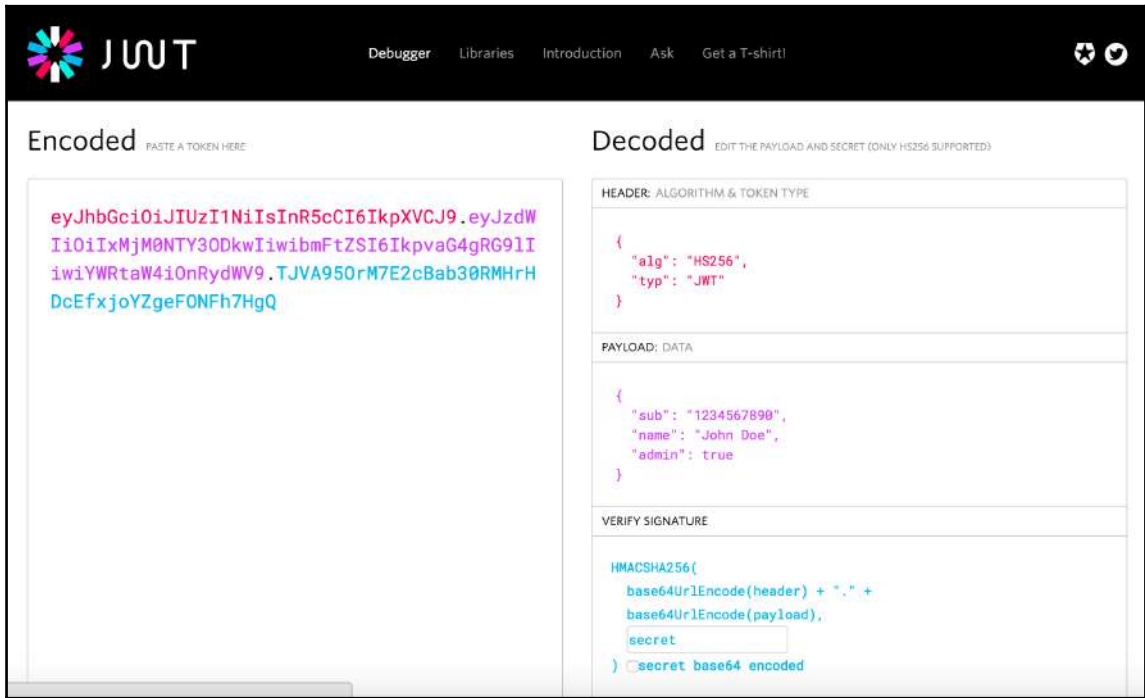 JWT
Debugger Libraries Introduction Ask Get a T-shirt!
Encoded PASTE A TOKEN HERE
eyJhbGciOiJIUzI1NiIsInR5cCI6IkpXVCJ9.eyJzdW
IiOiIxMjM0NTY3ODkwIiwibmFtZSI6IkpvaG4gRG9lI
iwiYWRtaW4iOnRydWV9.TJVA95OrM7E2cBab30RMHrH
DcEfxjoYZgeFONFh7HgQ
Decoded EDIT THE PAYLOAD AND SECRET (ONLY HS256 SUPPORTED)
HEADER: ALGORITHM & TOKEN TYPE
{
"alg": "HS256",
"typ": "JWT"
}
PAYLOAD: DATA
{
"sub": "1234567890",
"name": "John Doe",
"admin": true
}
VERIFY SIGNATURE
HMACSHA256(
base64UrlEncode(header) + "." +
base64UrlEncode(payload),
secret
) secret base64 encoded